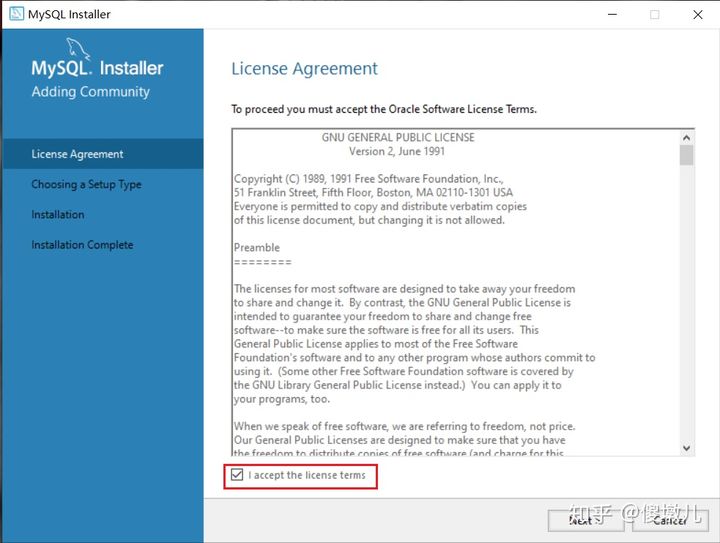 MySQL Installer
MySQL. Installer
Adding Community
License Agreement
Choosing a Setup Type
Installation
Installation Complete
License Agreement
To proceed you must accept the Oracle Software License Terms.
GNU GENERAL PUBLIC LICENSE
Version 2, June 1991
Copyright (C) 1989, 1991 Free Software Foundation, Inc.,
51 Franklin Street, Fifth Floor, Boston, MA 02110-1301 USA
Everyone is permitted to copy and distribute verbatim copies
of this license document, but changing it is not allowed.
Preamble
========
The licenses for most software are designed to take away your freedom
to share and change it.  By contrast, the GNU General Public License is
intended to guarantee your freedom to share and change free
software--to make sure the software is free for all its users.  This
General Public License applies to most of the Free Software
Foundation's software and to any other program whose authors commit to
using it.  (Some other Free Software Foundation software is covered by
the GNU Library General Public License instead.)  You can apply it to
your programs, too.
When we speak of free software, we are referring to freedom, not price.
Our General Public Licenses are designed to make sure that you have
the freedom to distribute copies of free software (and charge for this
I accept the license terms
Next >
Cancel
知乎 @傻墩儿